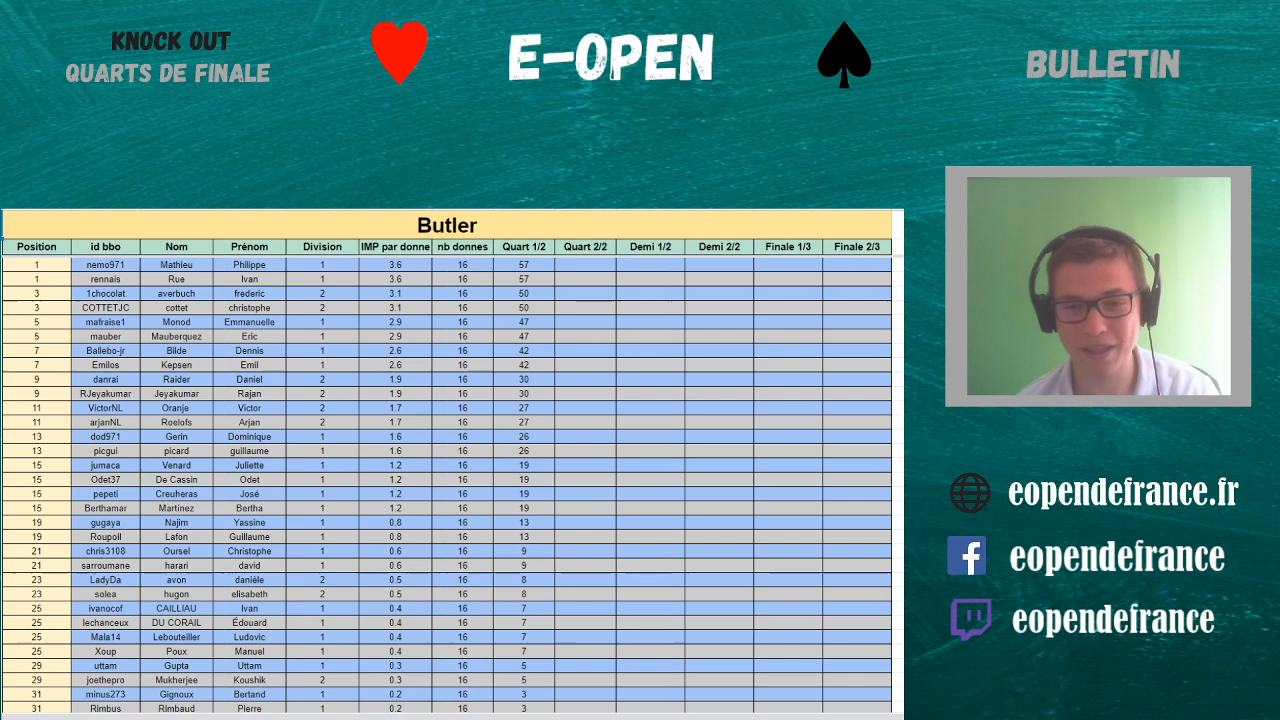 KNOCK OUT
QUARTS DE FINALE
E-OPEN
BULLETIN
Butler
Position id bbo Nom Prénom Division IMP par donne nb donnes Quart 1/2 Quart 2/2 Demi 1/2 Demi 2/2 Finale 1/3 Finale 2/3
1 nemo971 Mathieu Philippe 1 3.6 16 57
1 rennais Rue Ivan 1 3.6 16 57
3 1chocolat averbuch frederic 2 3.1 16 50
3 COTTETJC cottet christophe 2 3.1 16 50
5 mafraise1 Monod Emmanuelle 1 2.9 16 47
5 mauber Mauberquez Eric 1 2.9 16 47
7 Ballebo-jr Bilde Dennis 1 2.6 16 42
7 Emilos Kepsen Emil 1 2.6 16 42
9 danrai Raider Daniel 2 1.9 16 30
9 RJeyakumar Jeyakumar Rajan 2 1.9 16 30
11 VictorNL Oranje Victor 2 1.7 16 27
11 arjanNL Roelofs Arjan 2 1.7 16 27
13 dod971 Gerin Dominique 1 1.6 16 26
13 picgui picard guillaume 1 1.6 16 26
15 jumaca Venard Juliette 1 1.2 16 19
15 Odet37 De Cassin Odet 1 1.2 16 19
15 pepeti Creuheras José 1 1.2 16 19
15 Berthamar Martínez Bertha 1 1.2 16 19
19 gugaya Najim Yassine 1 0.8 16 13
19 Roupoil Lafon Guillaume 1 0.8 16 13
21 chris3108 Oursel Christophe 1 0.6 16 9
21 sarroumane harari david 1 0.6 16 9
23 LadyDa avon danièle 2 0.5 16 8
23 solea hugon elisabeth 2 0.5 16 8
25 ivanocof CAILLIAU Ivan 1 0.4 16 7
25 lechanceux DU CORAIL Édouard 1 0.4 16 7
25 Mala14 Lebouteiller Ludovic 1 0.4 16 7
25 Xoup Poux Manuel 1 0.4 16 7
29 uttam Gupta Uttam 1 0.3 16 5
29 joethepro Mukherjee Koushik 2 0.3 16 5
31 minus273 Gignoux Bertrand 1 0.2 16 3
31 Rimbus Rimbaud Pierre 1 0.2 16 3
eopendefrance.fr
eopendefrance
eopendefrance